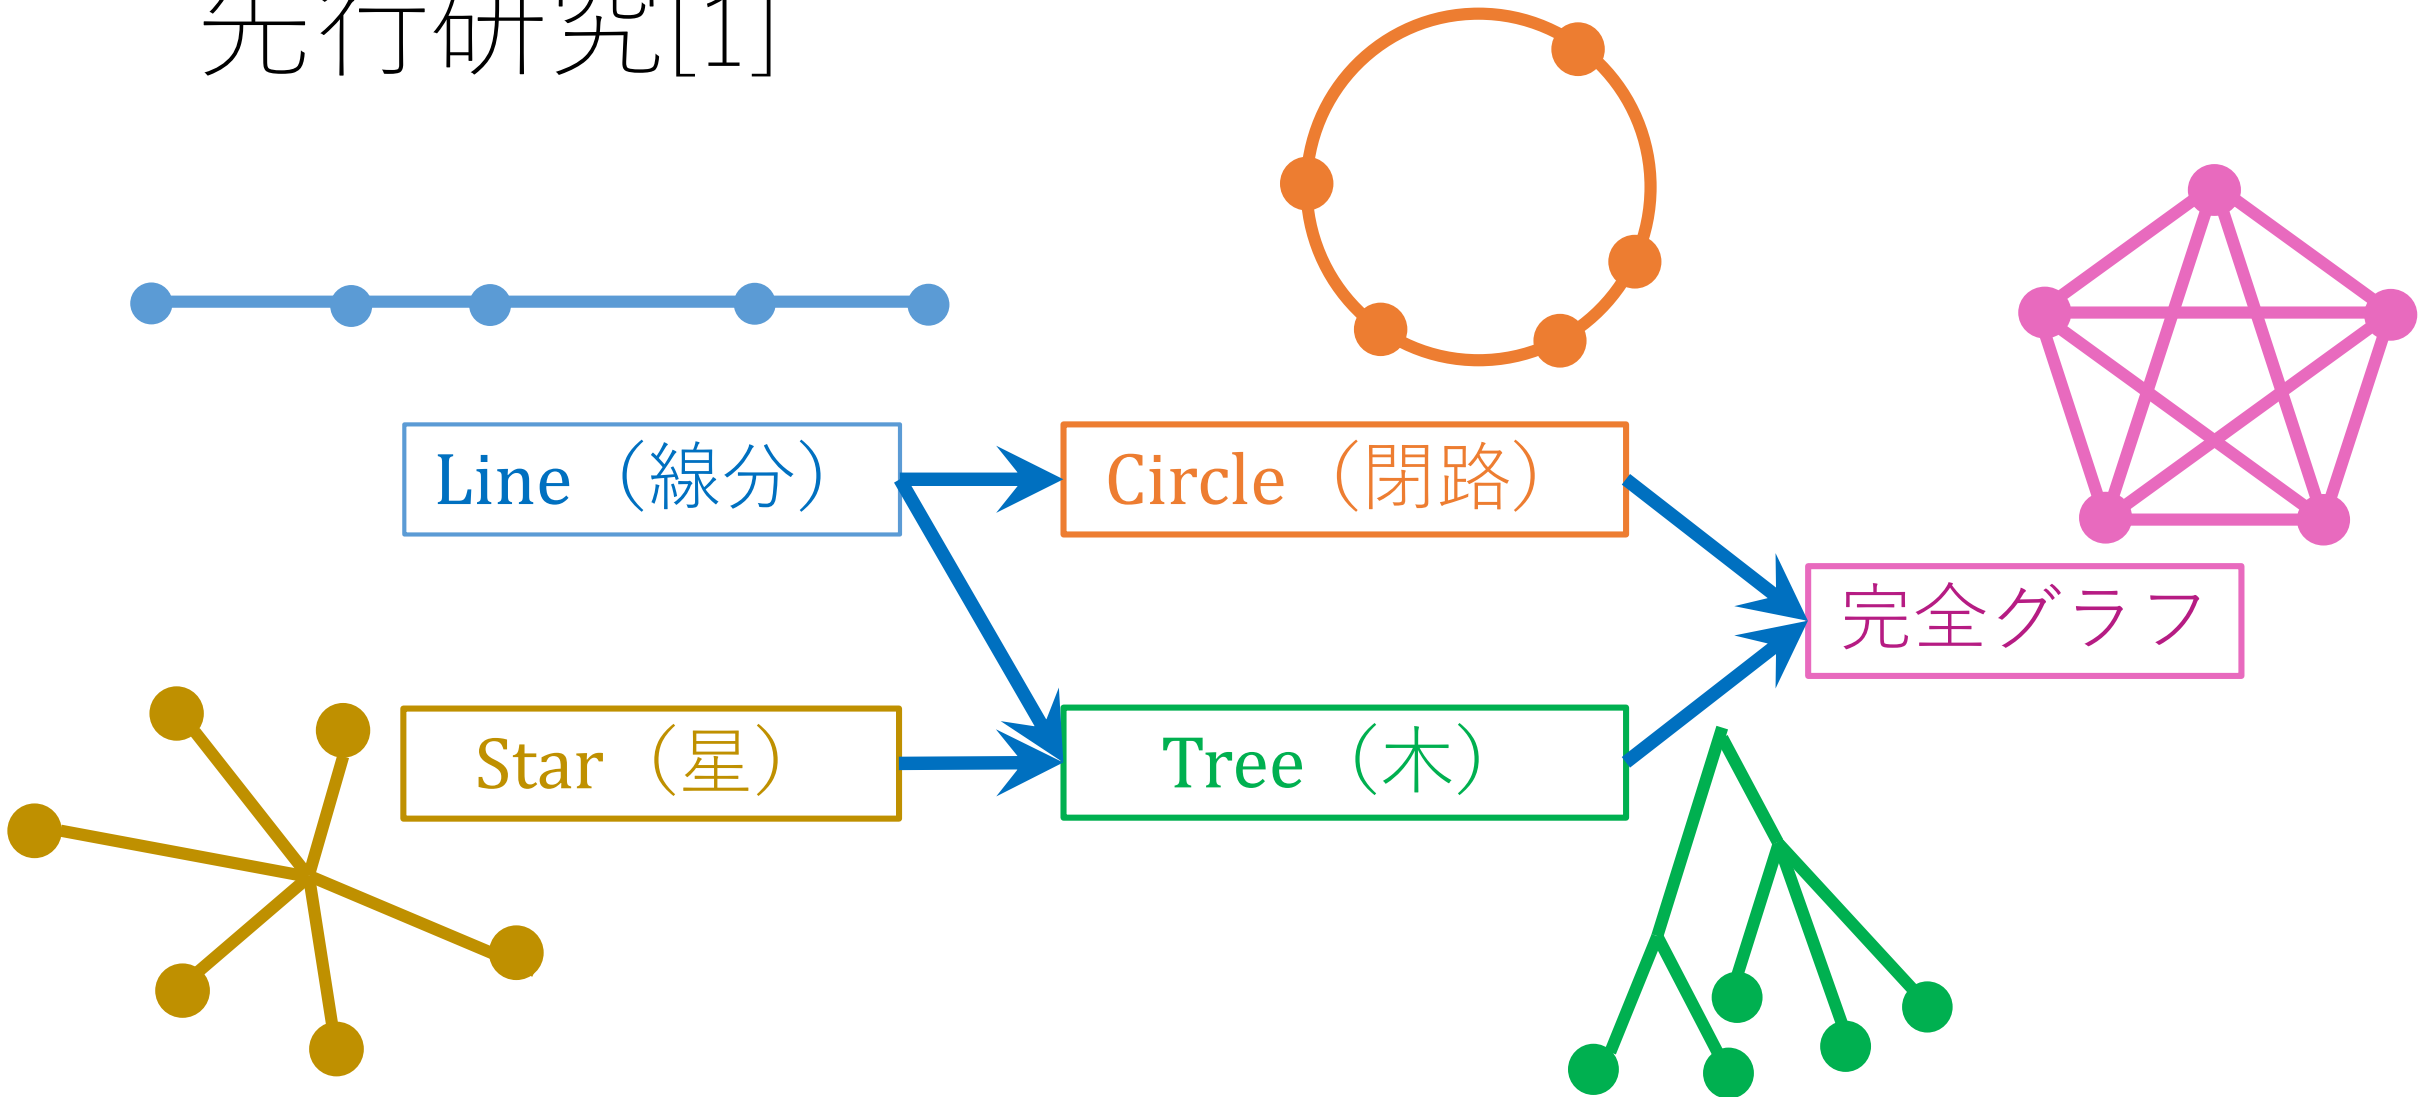 先行研究[1]
Line（線分）
Circle（閉路）
完全グラフ
Star（星）
Tree（木）